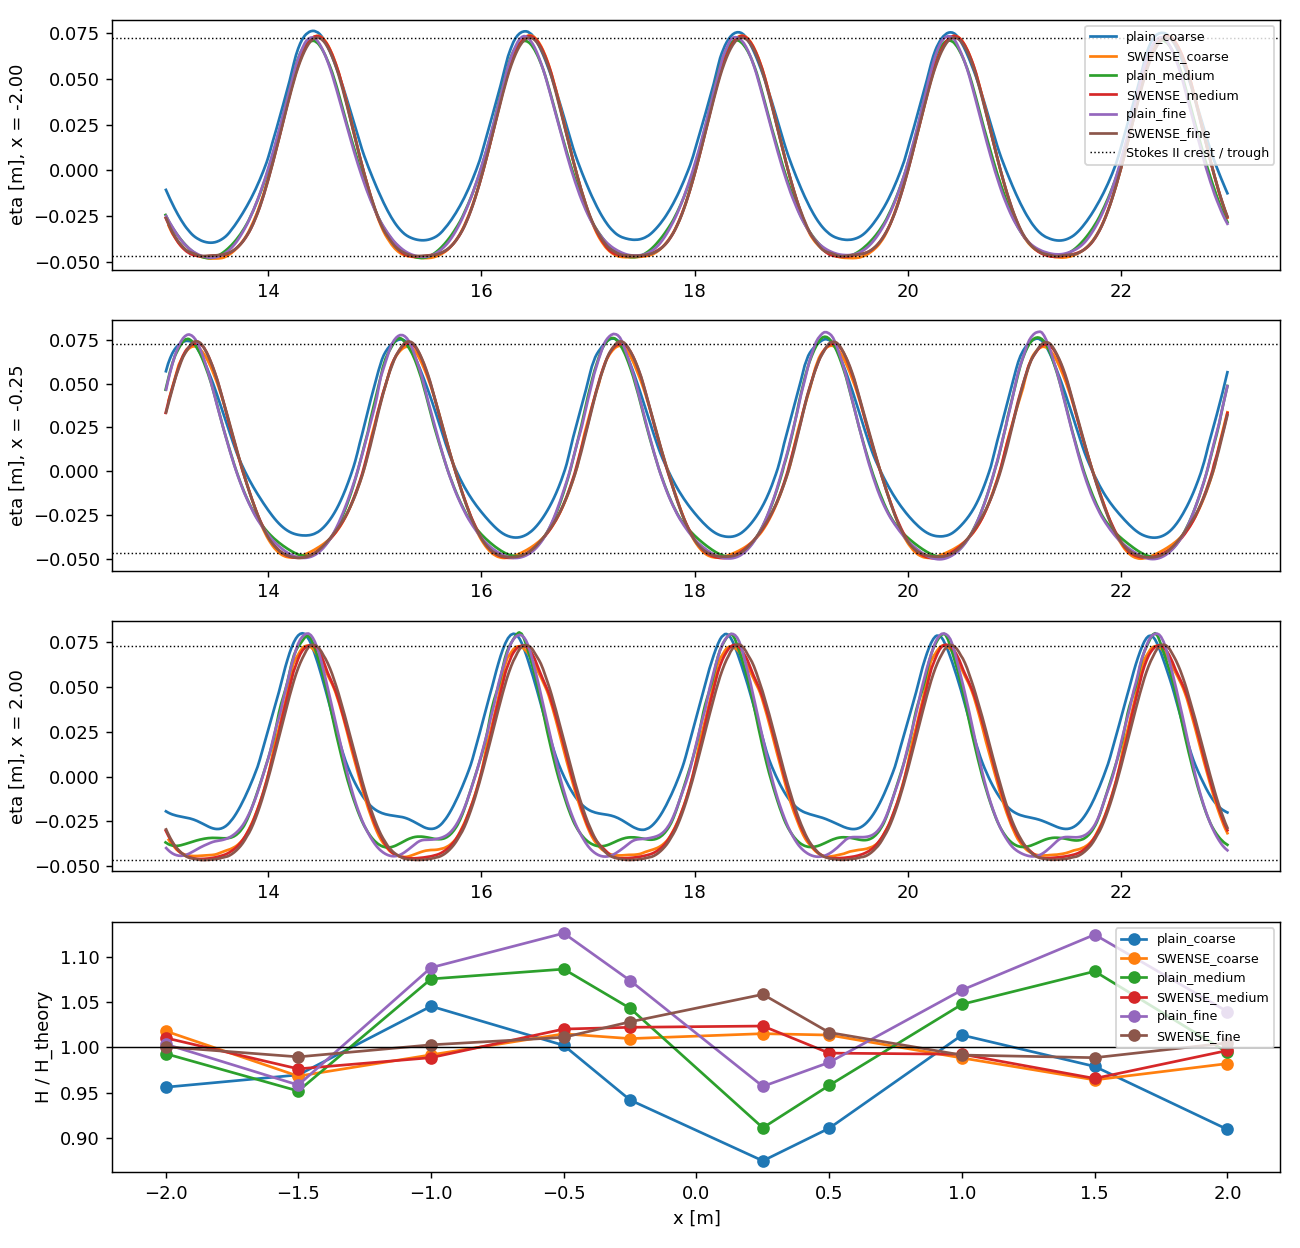 eta [m], x = -2.00
0.075
0.050
0.025
0.000
−0.025
−0.050
14
16
18
20
22
plain_coarse
SWENSE_coarse
plain_medium
SWENSE_medium
plain_fine
SWENSE_fine
Stokes II crest / trough
eta [m], x = -0.25
0.075
0.050
0.025
0.000
−0.025
−0.050
14
16
18
20
22
eta [m], x = 2.00
0.075
0.050
0.025
0.000
−0.025
−0.050
14
16
18
20
22
H / H_theory
1.10
1.05
1.00
0.95
0.90
plain_coarse
SWENSE_coarse
plain_medium
SWENSE_medium
plain_fine
SWENSE_fine
−2.0
−1.5
−1.0
−0.5
0.0
0.5
1.0
1.5
2.0
x [m]